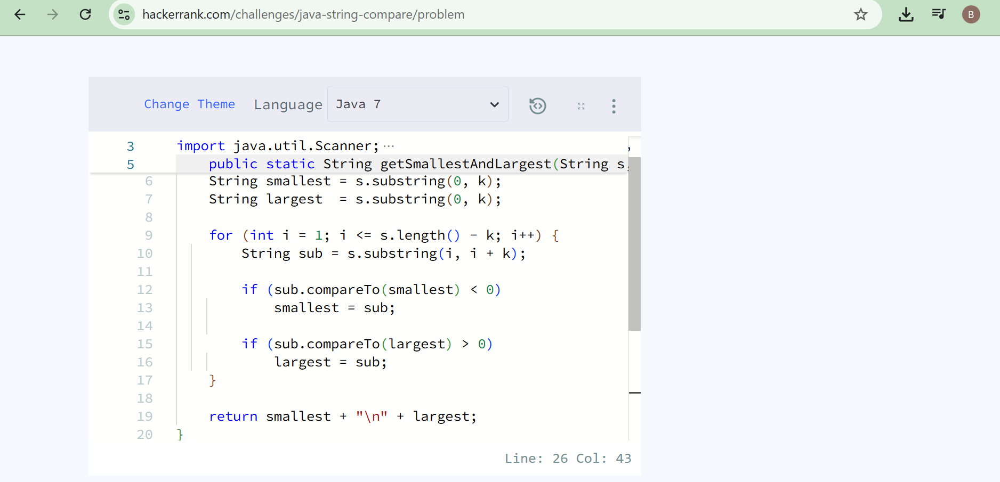 hackerrank.com/challenges/java-string-compare/problem
B
Change Theme Language Java 7
3 import java.util.Scanner;···
5 public static String getSmallestAndLargest(String s,
6 String smallest = s.substring(0, k);
7 String largest  = s.substring(0, k);
8
9 for (int i = 1; i <= s.length() - k; i++) {
10 String sub = s.substring(i, i + k);
11
12 if (sub.compareTo(smallest) < 0)
13 smallest = sub;
14
15 if (sub.compareTo(largest) > 0)
16 largest = sub;
17 }
18
19 return smallest + "\n" + largest;
20 }
Line: 26 Col: 43